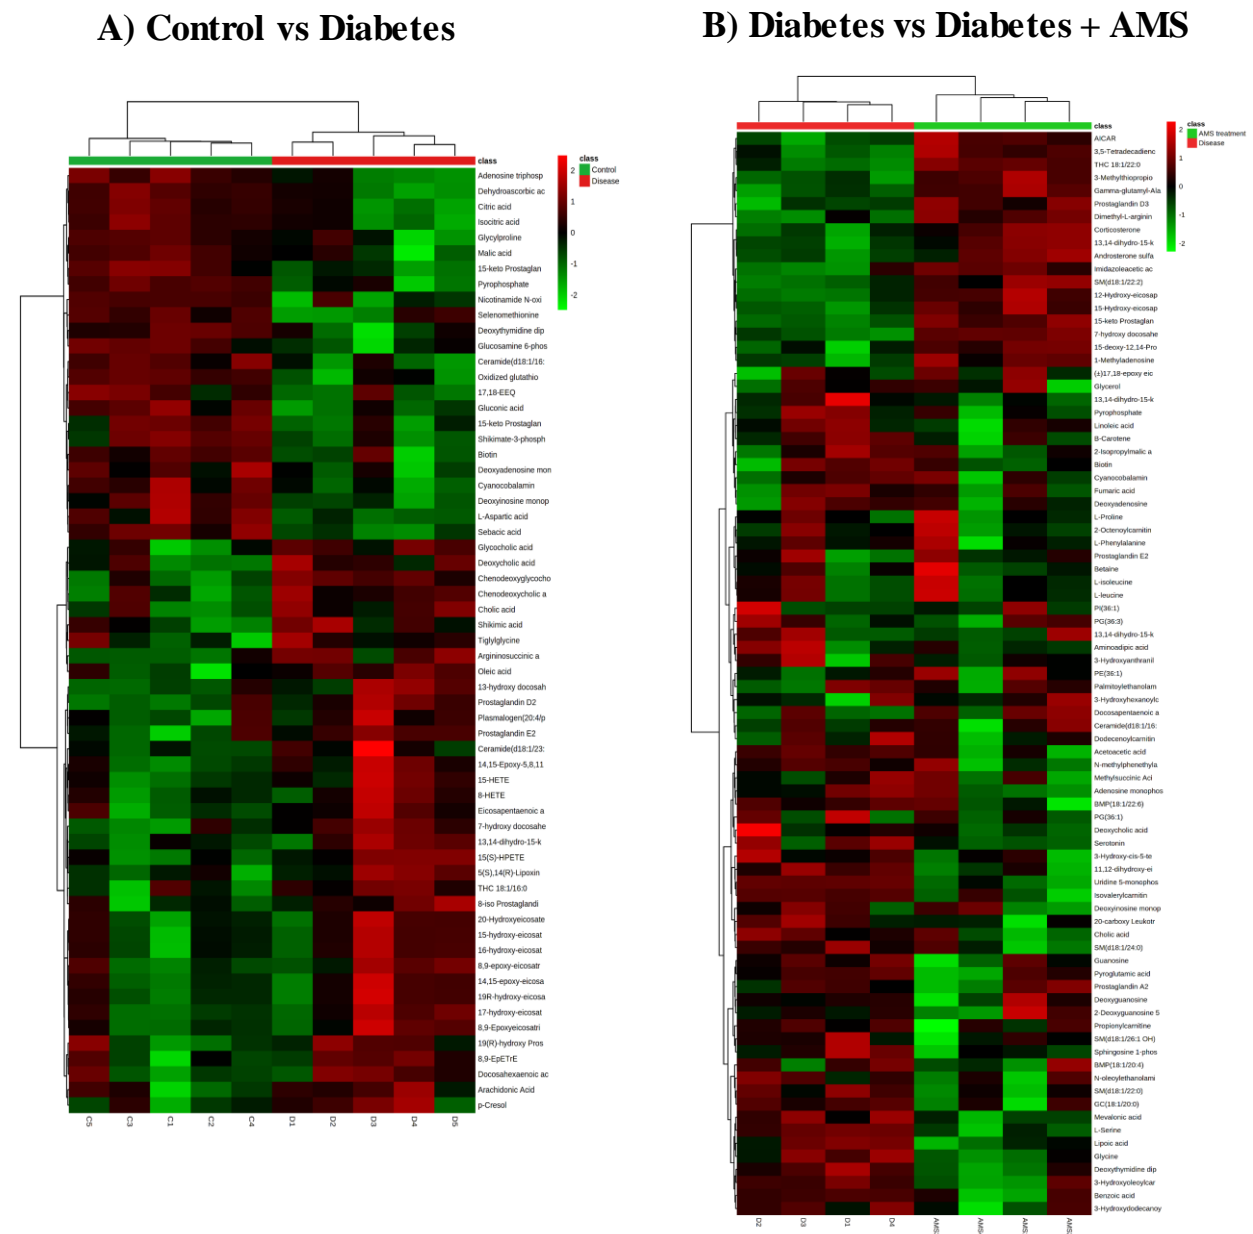 A) Control vs Diabetes
class
Control
Disease
2
1
0
-1
-2
Adenosine triphosp
Dehydroascorbic ac
Citric acid
Isocitric acid
Glycylproline
Malic acid
15-keto Prostaglan
Pyrophosphate
Nicotinamide N-oxi
Selenomethionine
Deoxythymidine dip
Glucosamine 6-phos
Ceramide(d18:1/16:
Oxidized glutathio
17,18-EEQ
Gluconic acid
15-keto Prostaglan
Shikimate-3-phosph
Biotin
Deoxyadenosine mon
Cyanocobalamin
Deoxyinosine monop
L-Aspartic acid
Sebacic acid
Glycocholic acid
Deoxycholic acid
Chenodeoxyglycocho
Chenodeoxycholic a
Cholic acid
Shikimic acid
Tiglylglycine
Argininosuccinic a
Oleic acid
13-hydroxy docosah
Prostaglandin D2
Plasmalogen(20:4/p
Prostaglandin E2
Ceramide(d18:1/23:
14,15-Epoxy-5,8,11
15-HETE
8-HETE
Eicosapentaenoic a
7-hydroxy docosahe
13,14-dihydro-15-k
15(S)-HPETE
5(S),14(R)-Lipoxin
THC 18:1/16:0
8-iso Prostaglandi
20-Hydroxyeicosate
15-hydroxy-eicosat
16-hydroxy-eicosat
8,9-epoxy-eicosatr
14,15-epoxy-eicosa
19R-hydroxy-eicosa
17-hydroxy-eicosat
8,9-Epoxyeicosatri
19(R)-hydroxy Pros
8,9-EpETrE
Docosahexaenoic ac
Arachidonic Acid
p-Cresol
C5 C3 C1 C2 C4 D1 D2 D3 D4 D5
B) Diabetes vs Diabetes + AMS
class
AMS treatment
Disease
2
1
0
-1
-2
AICAR
3,5-Tetradecadienc
THC 18:1/22:0
3-Methylthiopropio
Gamma-glutamyl-Ala
Prostaglandin D3
Dimethyl-L-arginin
Corticosterone
13,14-dihydro-15-k
Androsterone sulfa
Imidazoleacetic ac
SM(d18:1/22:2)
12-Hydroxy-eicosap
15-Hydroxy-eicosap
15-keto Prostaglan
7-hydroxy docosahe
15-deoxy-12,14-Pro
1-Methyladenosine
(±)17,18-epoxy eic
Glycerol
13,14-dihydro-15-k
Pyrophosphate
Linoleic acid
B-Carotene
2-Isopropylmalic a
Biotin
Cyanocobalamin
Fumaric acid
Deoxyadenosine
L-Proline
2-Octenoylcarnitin
L-Phenylalanine
Prostaglandin E2
Betaine
L-isoleucine
L-leucine
PI(36:1)
PG(36:3)
13,14-dihydro-15-k
Aminoadipic acid
3-Hydroxyanthranil
PE(36:1)
Palmitoylethanolam
3-Hydroxyhexanoylc
Docosapentaenoic a
Ceramide(d18:1/16:
Dodecenoylcarnitin
Acetoacetic acid
N-methylphenethyla
Methylsuccinic Aci
Adenosine monophos
BMP(18:1/22:6)
PG(36:1)
Deoxycholic acid
Serotonin
3-Hydroxy-cis-5-te
11,12-dihydroxy-ei
Uridine 5-monophos
Isovalerylcarnitin
Deoxyinosine monop
20-carboxy Leukotr
Cholic acid
SM(d18:1/24:0)
Guanosine
Pyroglutamic acid
Prostaglandin A2
Deoxyguanosine
2-Deoxyguanosine 5
Propionylcarnitine
SM(d18:1/26:1 OH)
Sphingosine 1-phos
BMP(18:1/20:4)
N-oleoylethanolami
SM(d18:1/22:0)
GC(18:1/20:0)
Mevalonic acid
L-Serine
Lipoic acid
Glycine
Deoxythymidine dip
3-Hydroxyoleoylcar
Benzoic acid
3-Hydroxydodecanoy
D2 D3 D1 D4 AMS AMS AMS AMS